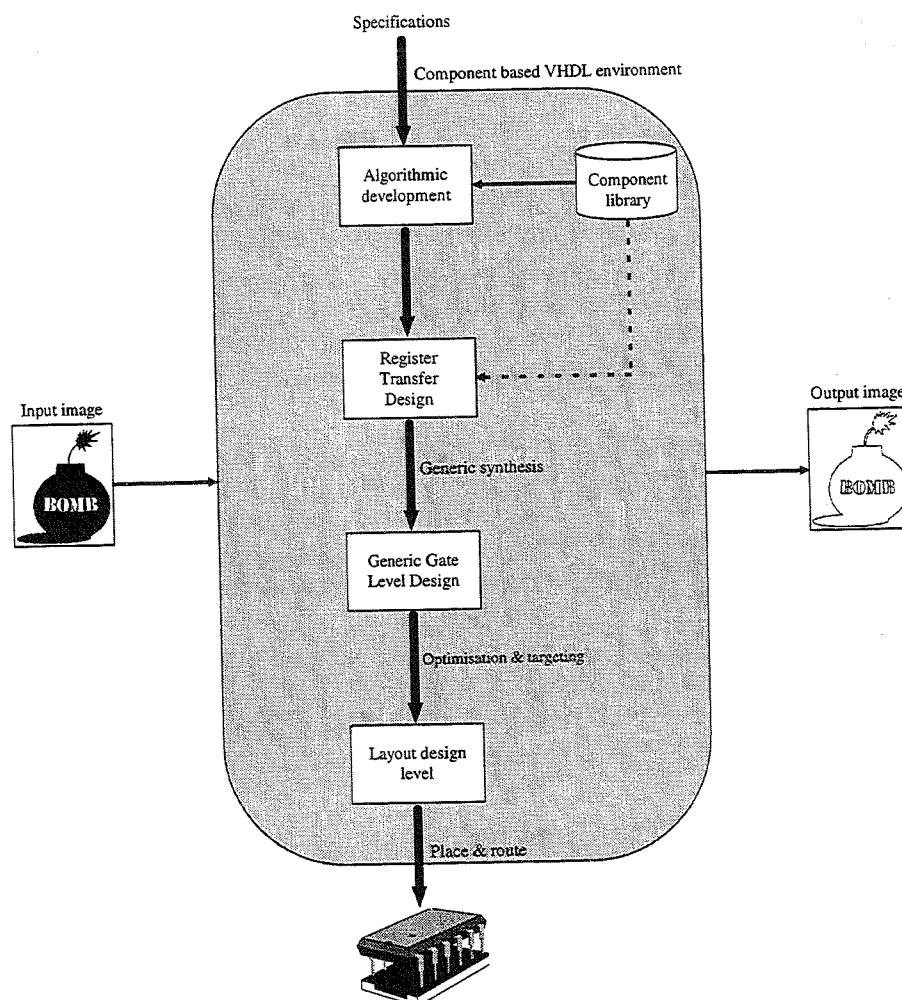 Specifications
Component based VHDL environment
Algorithmic
development
Component
library
Register
Transfer
Design
Input image
BOMB
Output image
BOMB
Generic synthesis
Generic Gate
Level Design
Optimisation & targeting
Layout design
level
Place & route